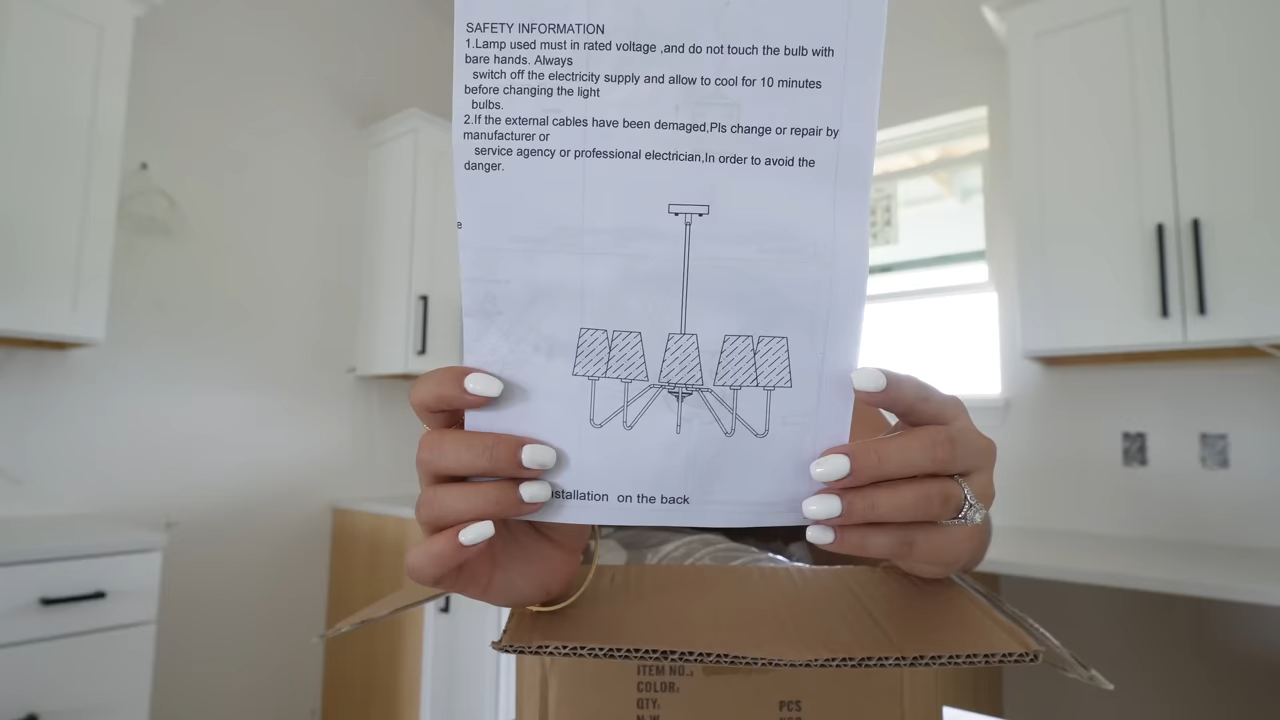 SAFETY INFORMATION
1.Lamp used must in rated voltage ,and do not touch the bulb with
bare hands. Always
switch off the electricity supply and allow to cool for 10 minutes
before changing the light
bulbs.
2.If the external cables have been demaged,Pls change or repair by
manufacturer or
service agency or professional electrician,In order to avoid the
danger.
e
stallation on the back
ITEM NO.:
COLOR:
QTY: PCS
N.W.